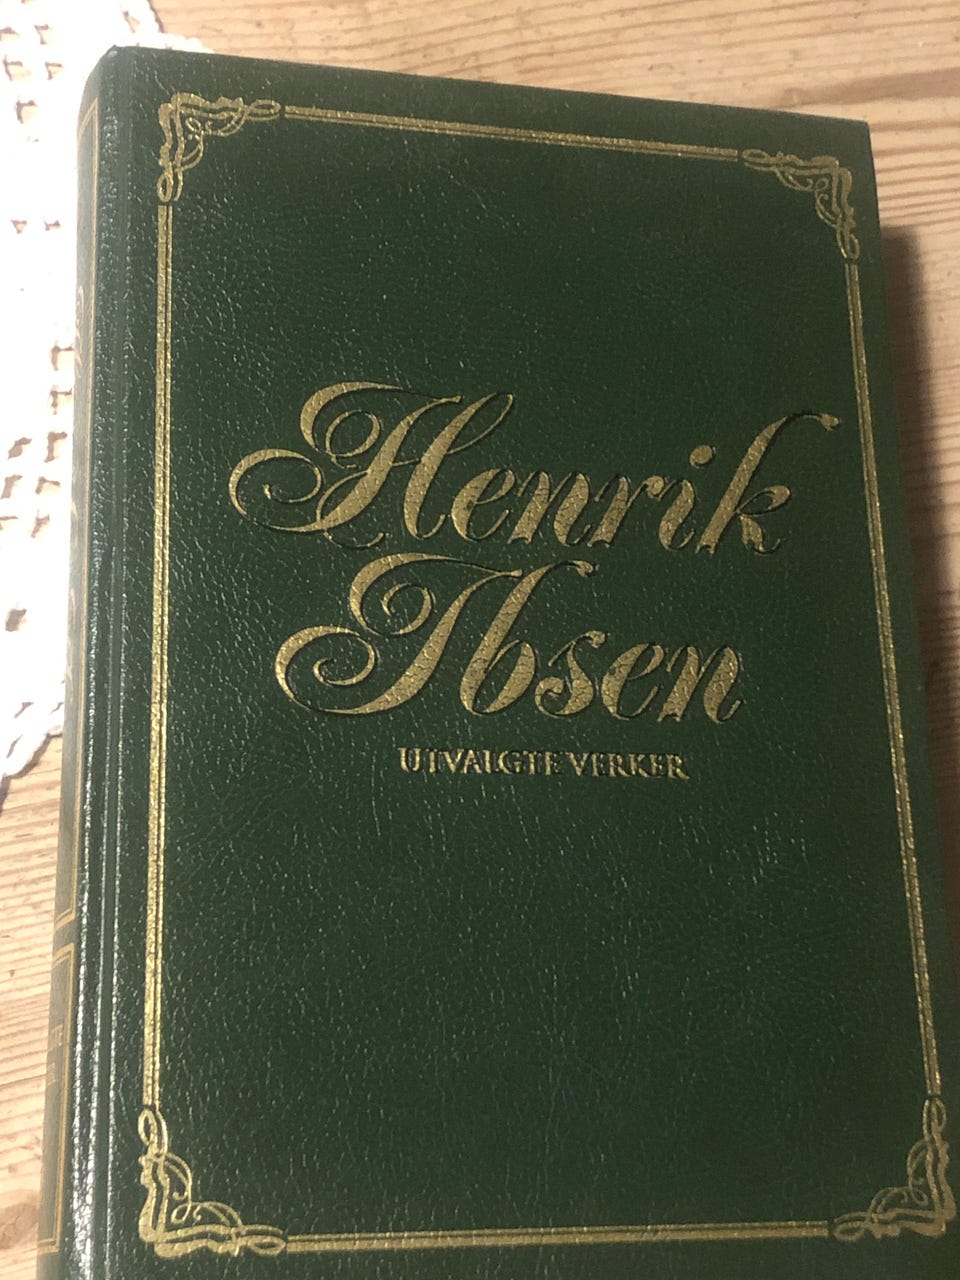 Henrik
Ibsen
UTVALGTE VERKER